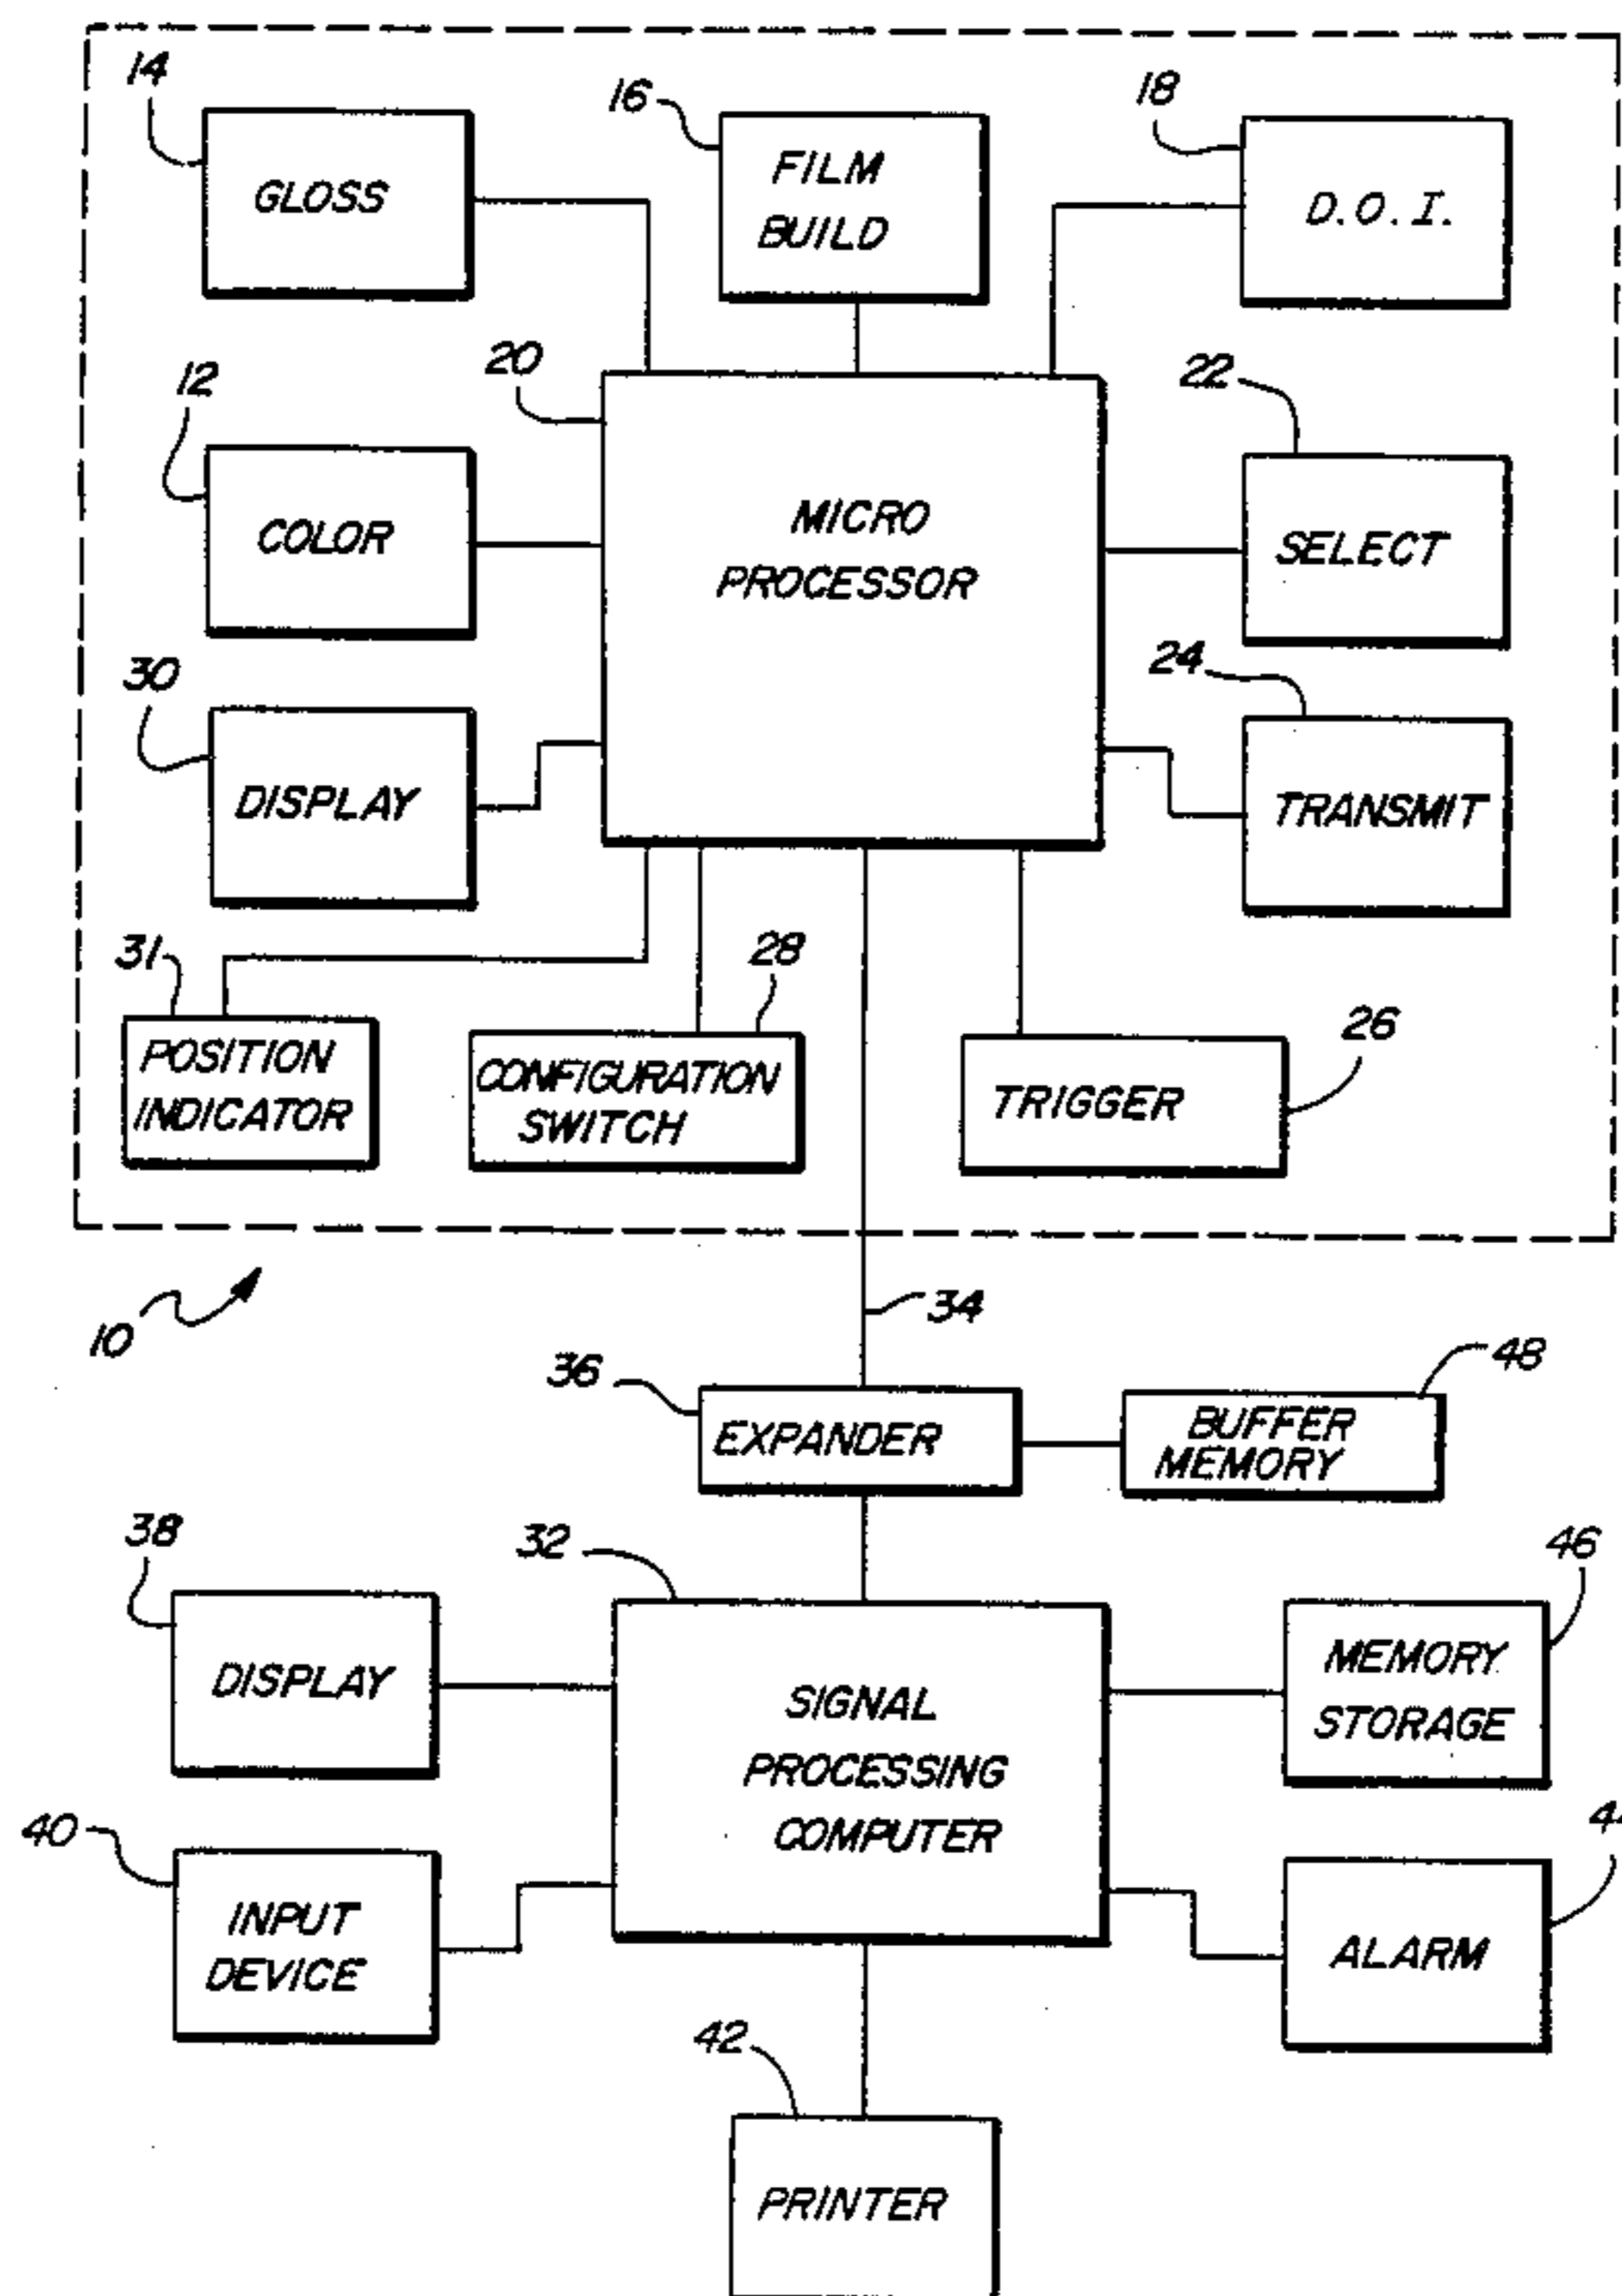 14
16
18
GLOSS
FILM
BUILD
D.O.I.
12
20
22
COLOR
MICRO
PROCESSOR
SELECT
30
24
DISPLAY
TRANSMIT
31
28
26
POSITION
INDICATOR
CONFIGURATION
SWITCH
TRIGGER
10
34
36
48
EXPANDER
BUFFER
MEMORY
38
32
46
DISPLAY
SIGNAL
PROCESSING
COMPUTER
MEMORY
STORAGE
40
INPUT
DEVICE
ALARM
42
PRINTER